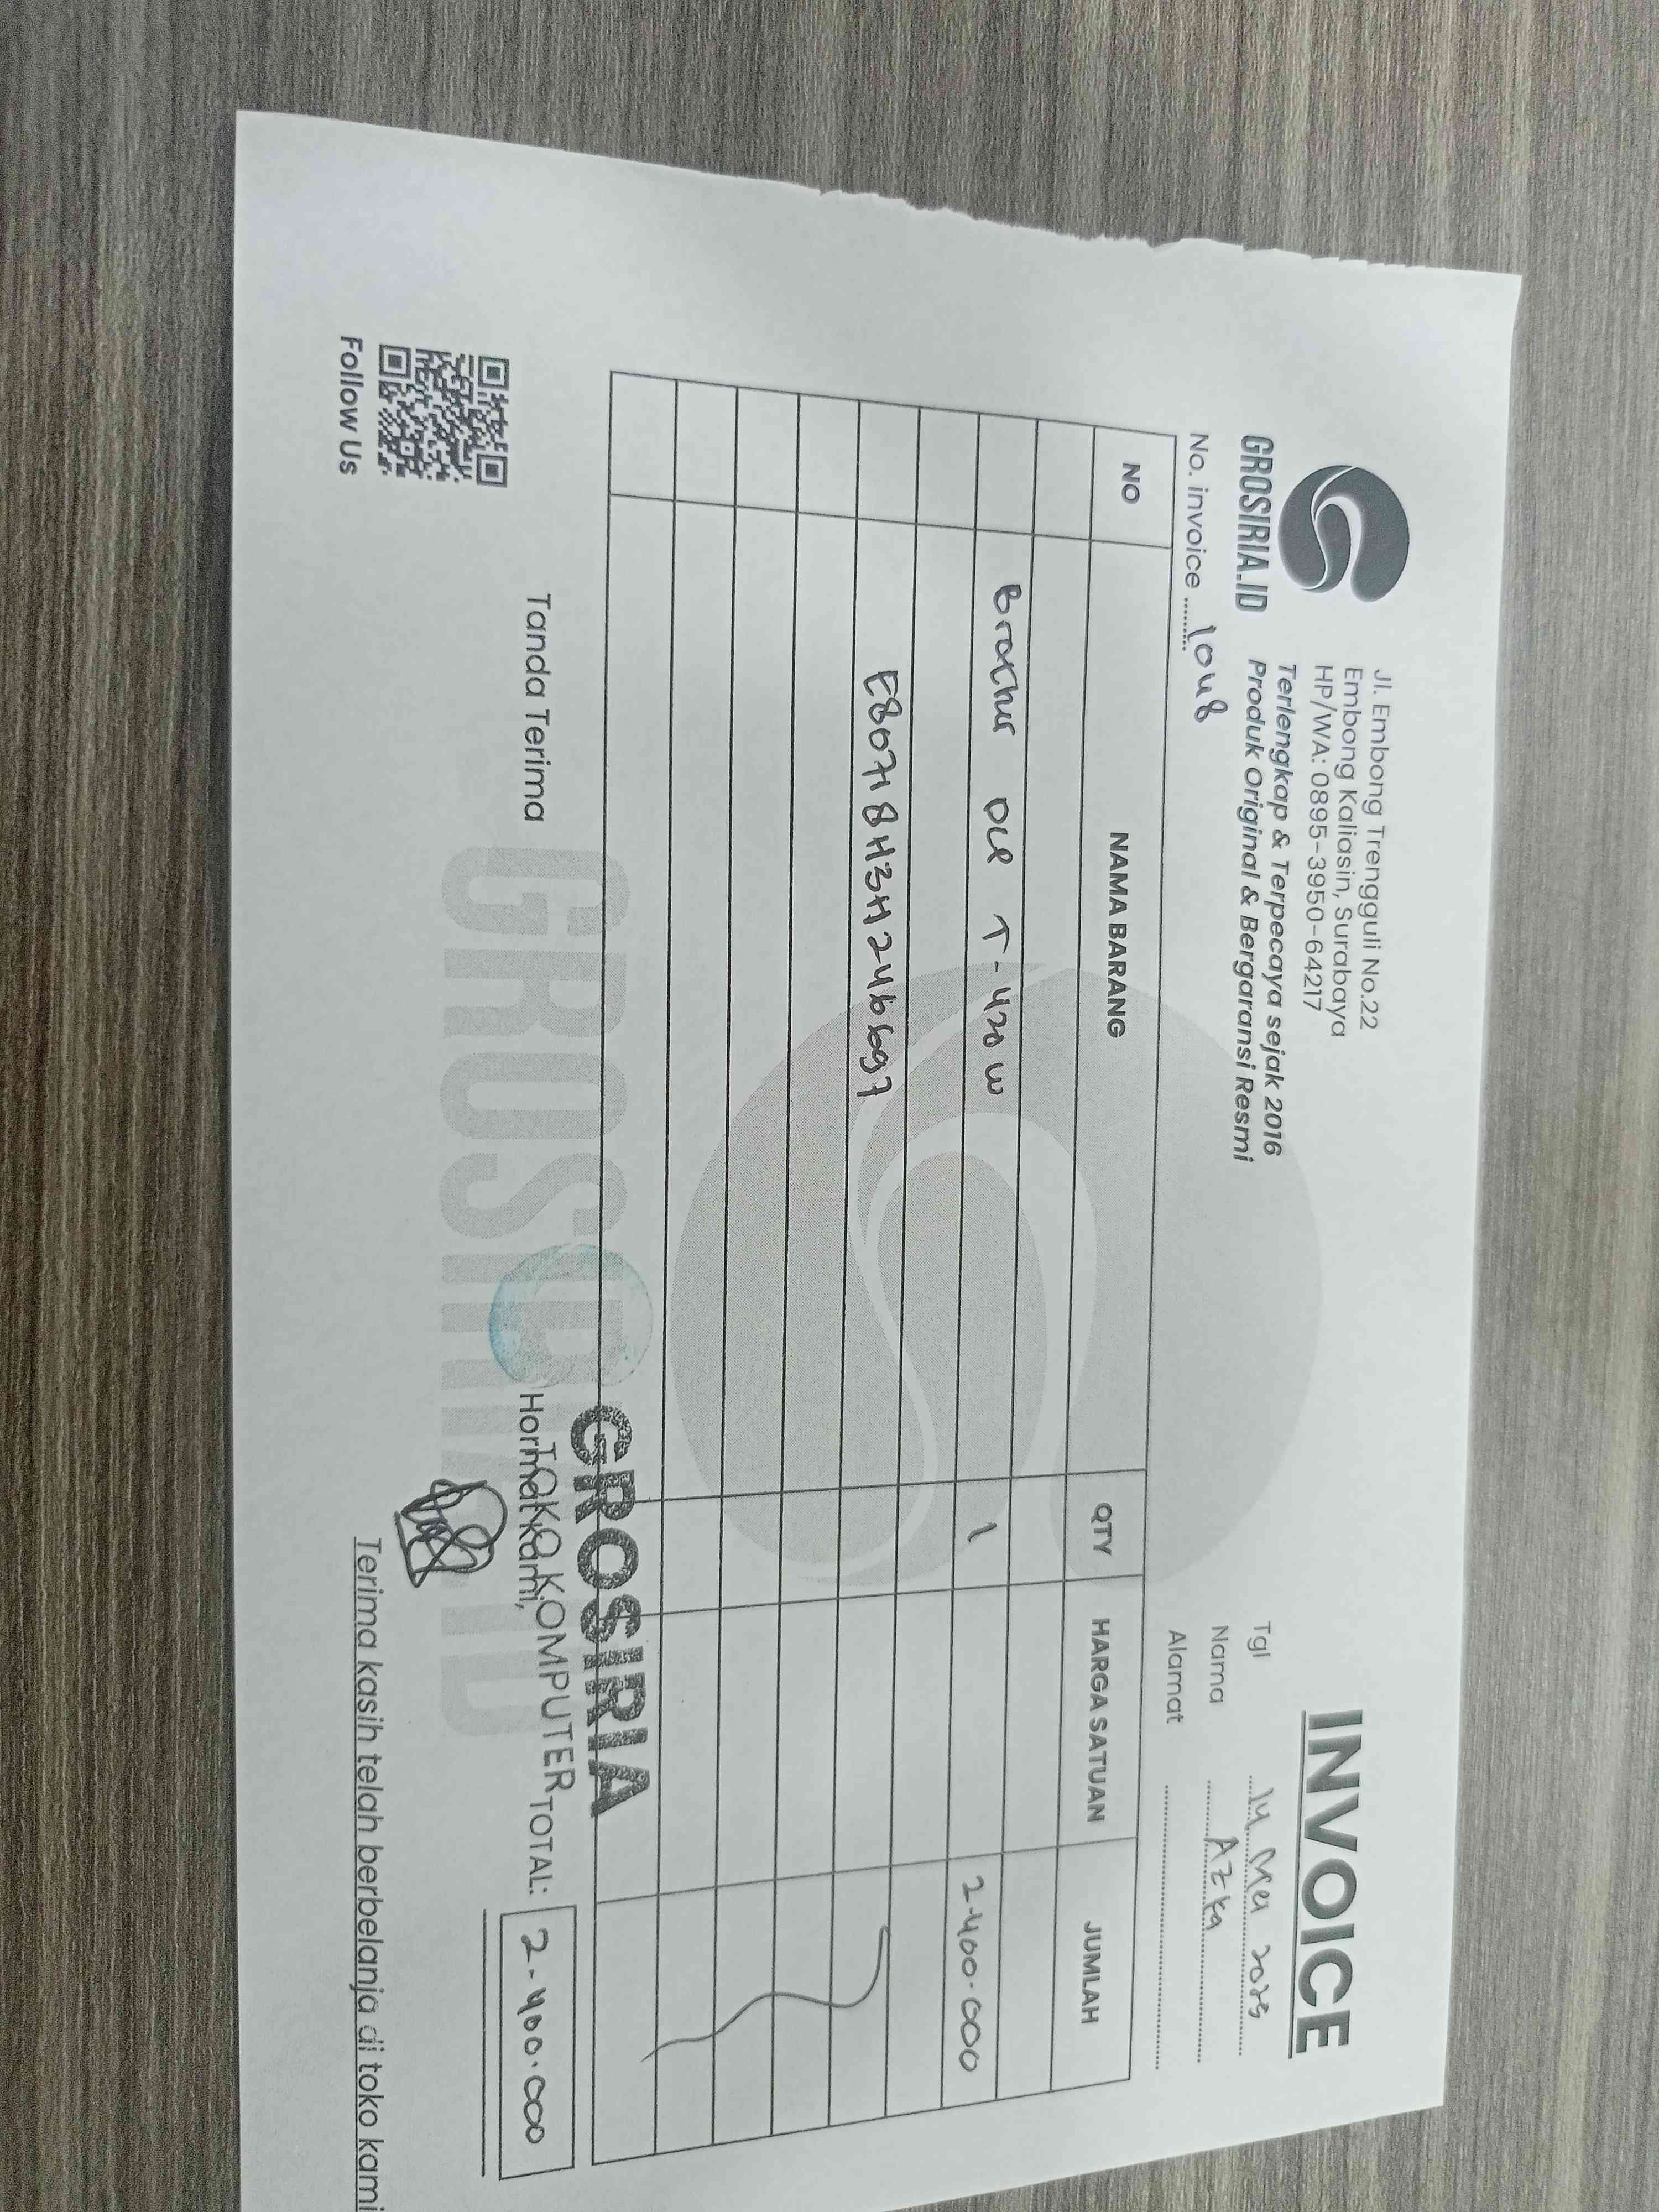 GROSIRIA.ID
Jl. Embong Trengguli No.22
Embong Kaliasin, Surabaya
HP/WA: 0895-3950-64217
Terlengkap & Terpecaya sejak 2016
Produk Original & Bergaransi Resmi
INVOICE
Tgl 14 Mei 2025
Nama Azka
Alamat
No. invoice 1048
NO NAMA BARANG QTY HARGA SATUAN JUMLAH
Brother DCP T-420 W 1 2.400.000
E80718H3H246697
GROSIRIA
TOKO KOMPUTER
Tanda Terima Hormat kami, TOTAL: 2.400.000
GROSIRIA.ID
Follow Us
Terima kasih telah berbelanja di toko kami